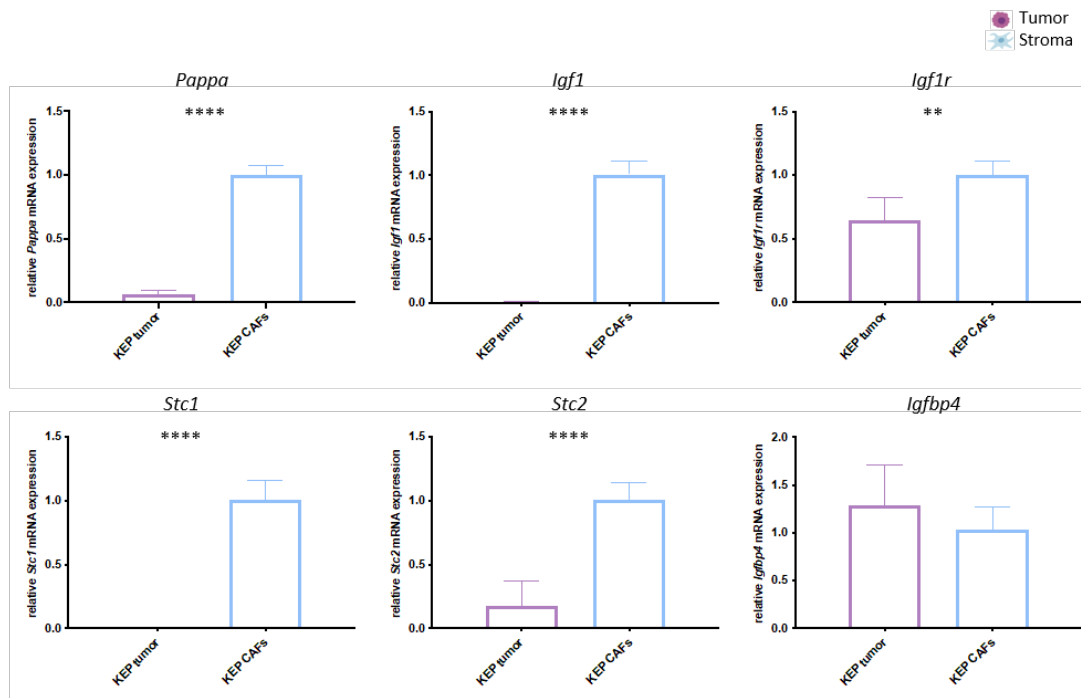 Tumor
Stroma
Pappa
****
relative Pappa mRNA expression
1.5
1.0
0.5
0.0
KEP tumor
KEP CAFs
Igf1
****
relative Igf1 mRNA expression
1.5
1.0
0.5
0.0
KEP tumor
KEP CAFs
Igf1r
**
relative Igf1r mRNA expression
1.5
1.0
0.5
0.0
KEP tumor
KEP CAFs
Stc1
****
relative Stc1 mRNA expression
1.5
1.0
0.5
0.0
KEP tumor
KEP CAFs
Stc2
****
relative Stc2 mRNA expression
1.5
1.0
0.5
0.0
KEP tumor
KEP CAFs
Igfbp4
relative Igfbp4 mRNA expression
2.0
1.5
1.0
0.5
0.0
KEP tumor
KEP CAFs